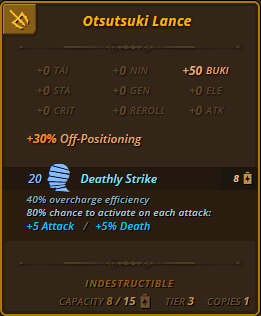 Otsutsuki Lance
+0 TAI +0 NIN +50 BUKI
+0 STA +0 GEN +0 ELE
+0 CRIT +0 REROLL +0 ATK
+30% Off-Positioning
20 Deathly Strike 8
40% overcharge efficiency
80% chance to activate on each attack:
+5 Attack / +5% Death
INDESTRUCTIBLE
CAPACITY 8 / 15 TIER 3 COPIES 1